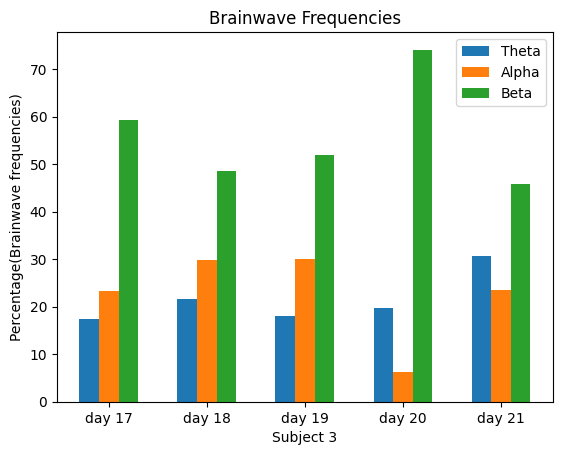 Brainwave Frequencies
Percentage(Brainwave frequencies)
70
60
50
40
30
20
10
0
Theta
Alpha
Beta
day 17 day 18 day 19 day 20 day 21
Subject 3